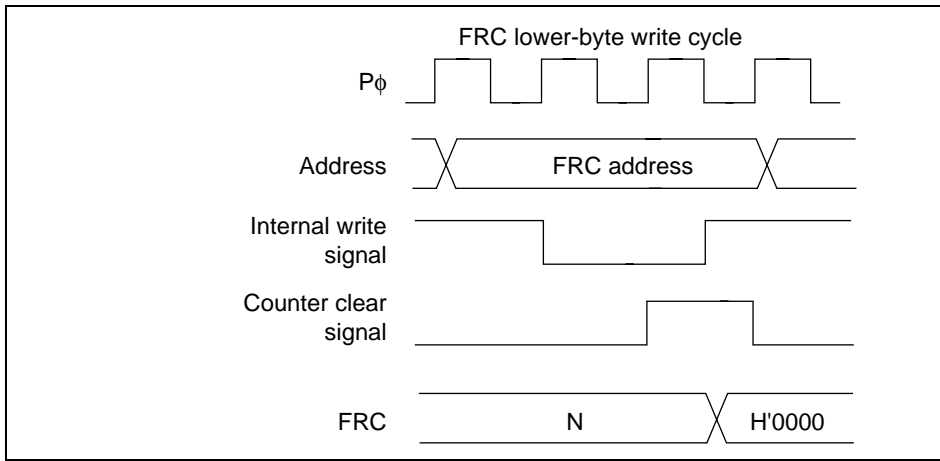 FRC lower-byte write cycle
Pϕ
Address
FRC address
Internal write
signal
Counter clear
signal
FRC
N
H'0000